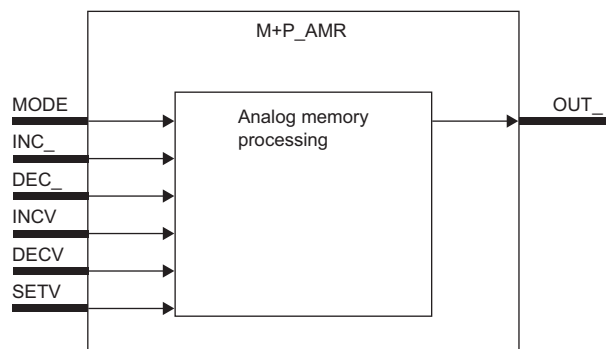 M+P_AMR
MODE
INC_
DEC_
INCV
DECV
SETV
Analog memory
processing
OUT_